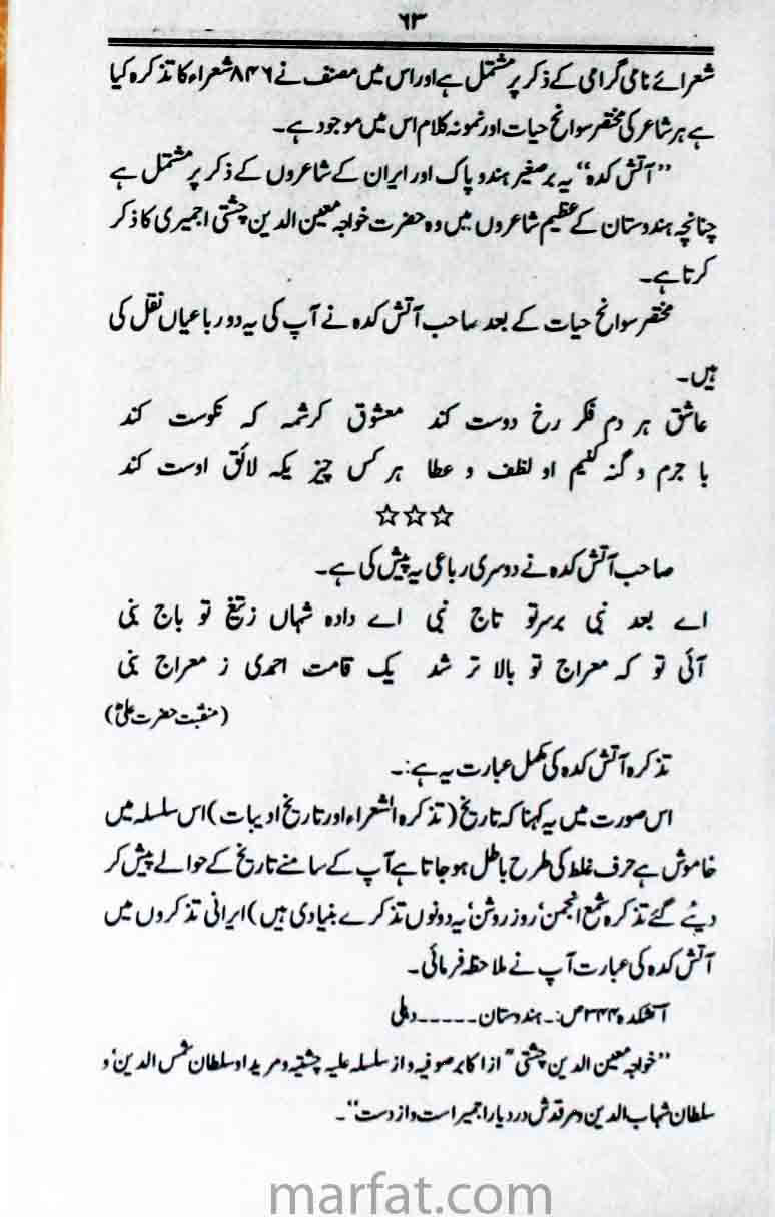 ۶۳
شعرائے نامی گرامی کے ذکر پر مشتمل ہے اور اس میں مصنف نے ۸۴۶ شعراء کا تذکرہ کیا
ہے ہر شاعر کی مختصر سوانح حیات اور نمونہ کلام اس میں موجود ہے۔
’’آتش کدہ‘‘ یہ برصغیر ہند و پاک اور ایران کے شاعروں کے ذکر پر مشتمل ہے
چنانچہ ہندوستان کے عظیم شاعروں میں وہ حضرت خواجہ معین الدین چشتی اجمیری کا ذکر
کرتا ہے۔
مختصر سوانح حیات کے بعد صاحب آتش کدہ نے آپ کی یہ دو رباعیاں نقل کی
ہیں۔
عاشق ہر دم فکر رخ دوست کند معشوق کرشمہ کہ نکوست کند
با جرم و گنہ کنیم او لطف و عطا ہر کس چیز یکہ لائق اوست کند
☆☆☆
صاحب آتش کدہ نے دوسری رباعی یہ پیش کی ہے۔
اے بعد نبی برسرتو تاج نبی اے دادہ شہاں زتیغ تو باج بنی
آئی تو کہ معراج تو بالا تر شد یک قامت احمدی ز معراج بنی
(منقبت حضرت علیؓ)
تذکرہ آتش کدہ کی مکمل عبارت یہ ہے:۔
اس صورت میں یہ کہنا کہ تاریخ (تذکرہ الشعراء اور تاریخ ادبیات) اس سلسلہ میں
خاموش ہے حرف غلط کی طرح باطل ہو جاتا ہے آپ کے سامنے تاریخ کے حوالے پیش کر
دیئے گئے تذکرہ شمع انجمن‘ روز روشن‘ یہ دونوں تذکرے بنیادی ہیں) ایرانی تذکروں میں
آتش کدہ کی عبارت آپ نے ملاحظہ فرمائی۔
آتشکدہ ۳۴۴ ص:۔ ہندوستان۔۔۔۔۔دہلی
’’خواجہ معین الدین چشتیؒ ازا کابر صوفیہ و از سلسلہ علیہ چشتیہ و مرید او سلطان شمس الدین‘ و
سلطان شہاب الدین و مرقدش در دیار اجمیر است و از دست‘‘۔
marfat.com